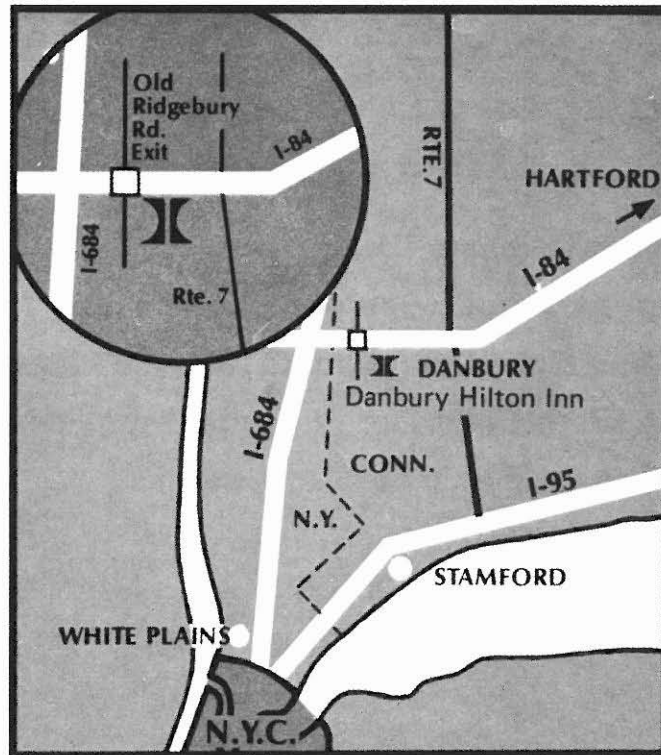 Old
Ridgebury
Rd.
Exit
I-84
I-684
Rte. 7
RTE.7
HARTFORD
I-84
DANBURY
Danbury Hilton Inn
I-684
CONN.
N.Y.
I-95
STAMFORD
WHITE PLAINS
N.Y.C.